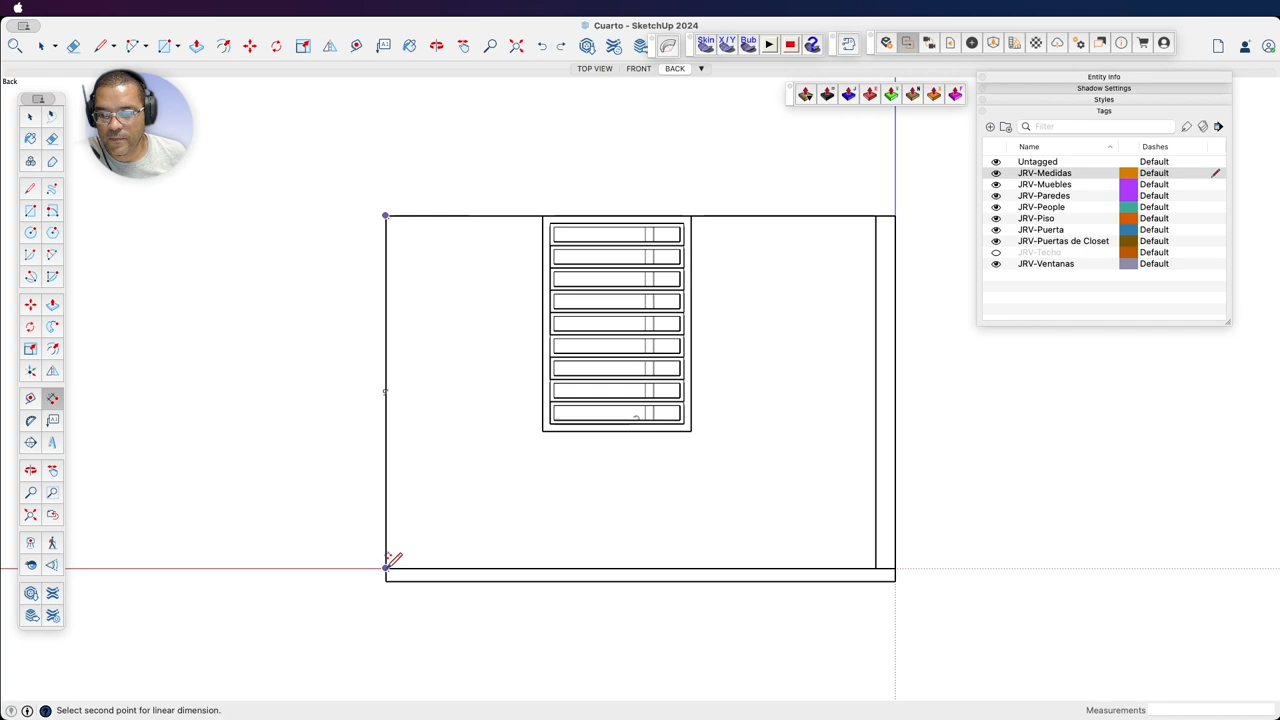 Cuarto - SketchUp 2024
Skin X/Y Bub
TOP VIEW FRONT BACK
Back
Entity Info
Shadow Settings
Styles
Tags
Filter
Name Dashes
Untagged Default
JRV-Medidas Default
JRV-Muebles Default
JRV-Paredes Default
JRV-People Default
JRV-Piso Default
JRV-Puerta Default
JRV-Puertas de Closet Default
JRV-Techo Default
JRV-Ventanas Default
Select second point for linear dimension.
Measurements